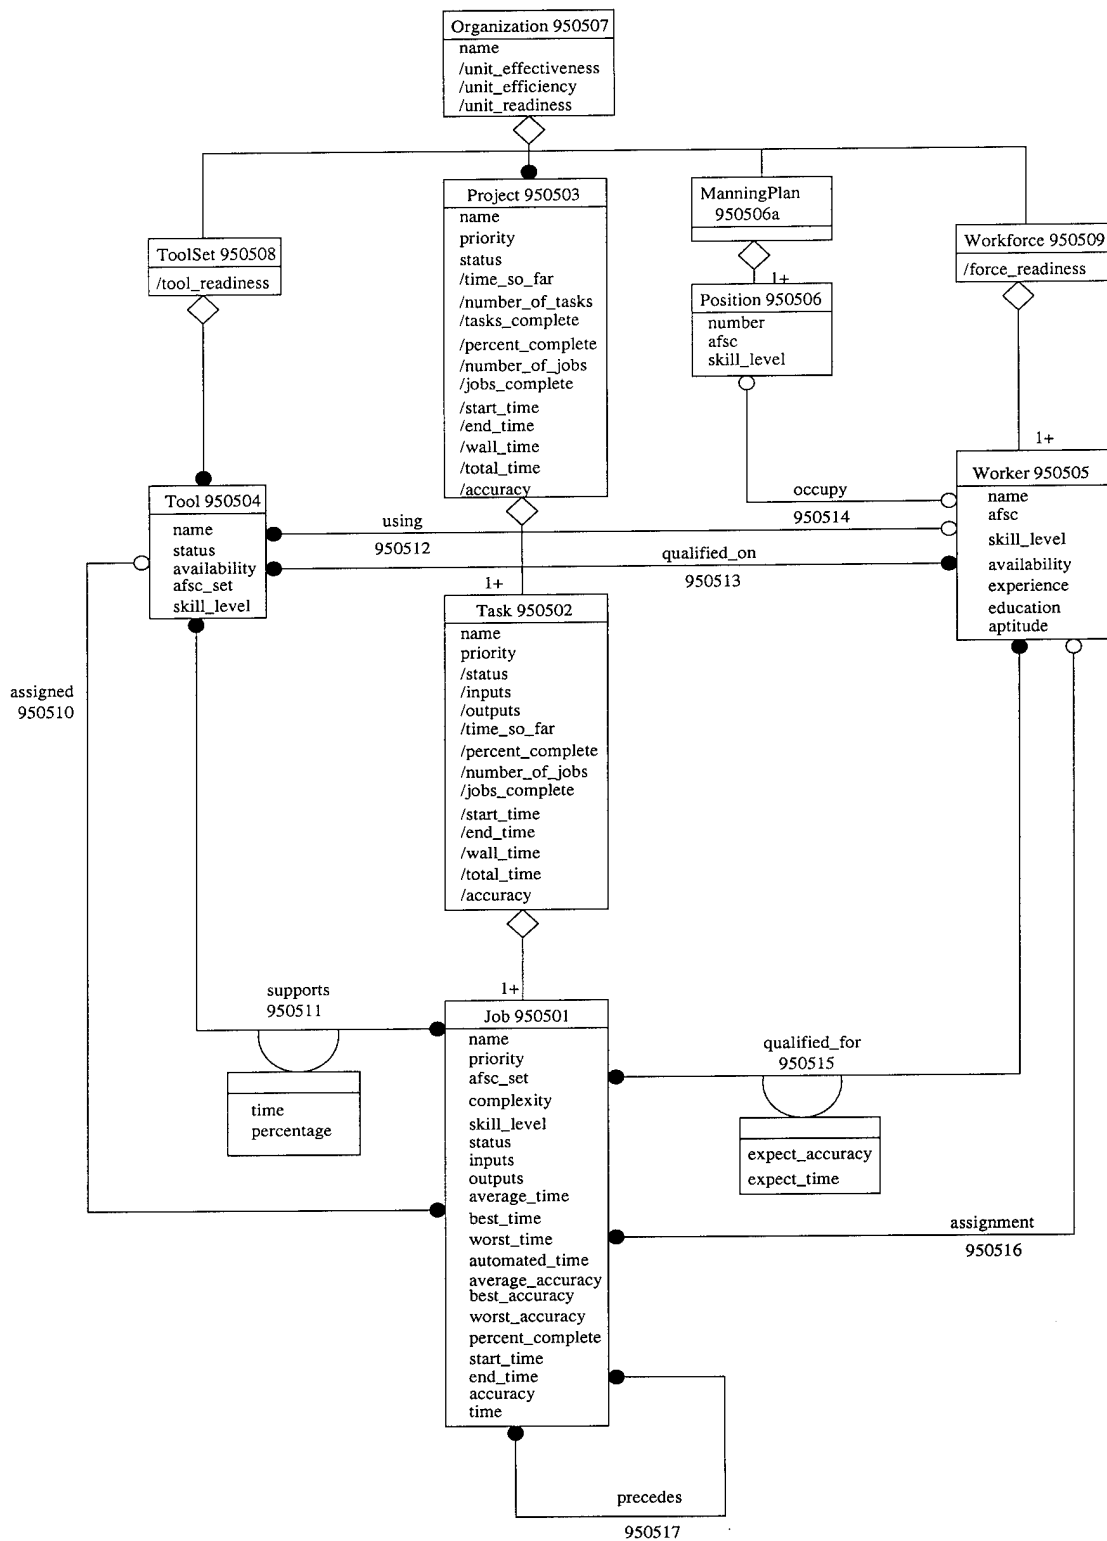 Organization 950507
name
/unit_effectiveness
/unit_efficiency
/unit_readiness
Project 950503
name
priority
status
/time_so_far
/number_of_tasks
/tasks_complete
/percent_complete
/number_of_jobs
/jobs_complete
/start_time
/end_time
/wall_time
/total_time
/accuracy
ManningPlan
950506a
1+
Position 950506
number
afsc
skill_level
ToolSet 950508
/tool_readiness
Workforce 950509
/force_readiness
1+
Worker 950505
name
afsc
skill_level
availability
experience
education
aptitude
Tool 950504
name
status
availability
afsc_set
skill_level
occupy
950514
using
950512
qualified_on
950513
1+
Task 950502
name
priority
/status
/inputs
/outputs
/time_so_far
/percent_complete
/number_of_jobs
/jobs_complete
/start_time
/end_time
/wall_time
/total_time
/accuracy
assigned
950510
1+
Job 950501
name
priority
afsc_set
complexity
skill_level
status
inputs
outputs
average_time
best_time
worst_time
automated_time
average_accuracy
best_accuracy
worst_accuracy
percent_complete
start_time
end_time
accuracy
time
supports
950511
time
percentage
qualified_for
950515
expect_accuracy
expect_time
assignment
950516
precedes
950517